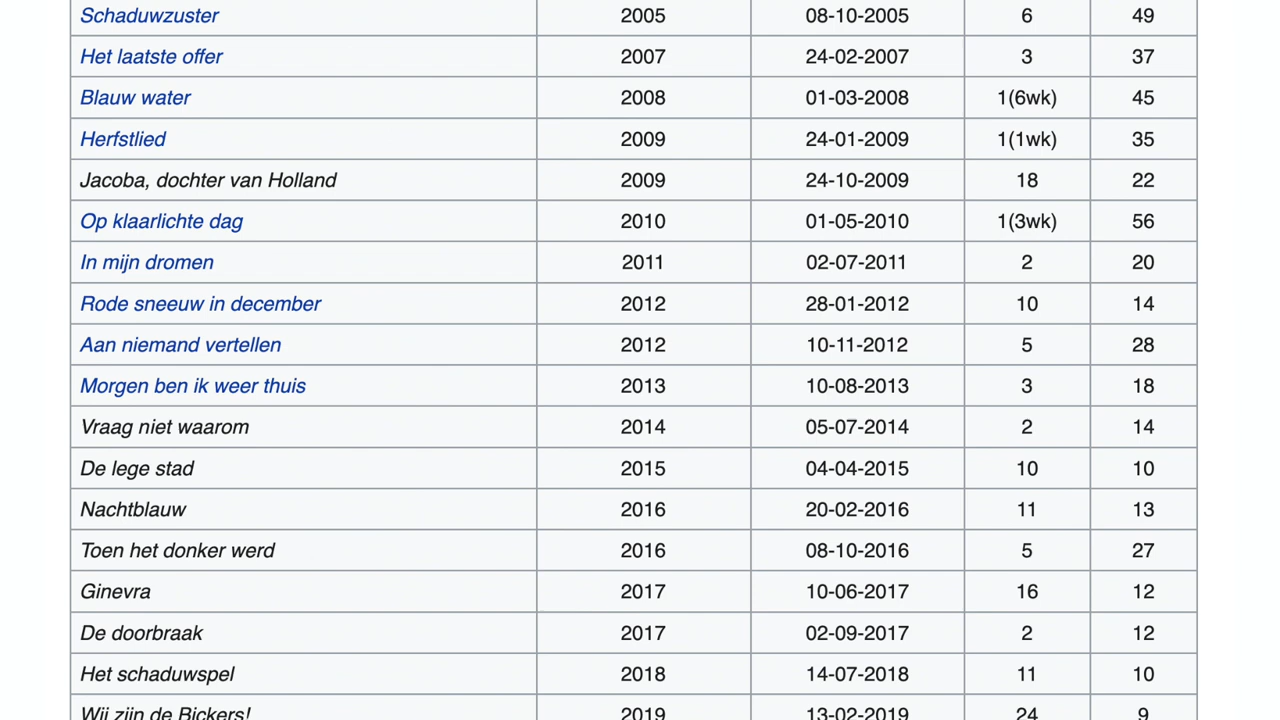 Schaduwzuster 2005 08-10-2005 6 49
Het laatste offer 2007 24-02-2007 3 37
Blauw water 2008 01-03-2008 1(6wk) 45
Herfstlied 2009 24-01-2009 1(1wk) 35
Jacoba, dochter van Holland 2009 24-10-2009 18 22
Op klaarlichte dag 2010 01-05-2010 1(3wk) 56
In mijn dromen 2011 02-07-2011 2 20
Rode sneeuw in december 2012 28-01-2012 10 14
Aan niemand vertellen 2012 10-11-2012 5 28
Morgen ben ik weer thuis 2013 10-08-2013 3 18
Vraag niet waarom 2014 05-07-2014 2 14
De lege stad 2015 04-04-2015 10 10
Nachtblauw 2016 20-02-2016 11 13
Toen het donker werd 2016 08-10-2016 5 27
Ginevra 2017 10-06-2017 16 12
De doorbraak 2017 02-09-2017 2 12
Het schaduwspel 2018 14-07-2018 11 10
Wij zijn de Bickers! 2019 13-02-2019 24 9